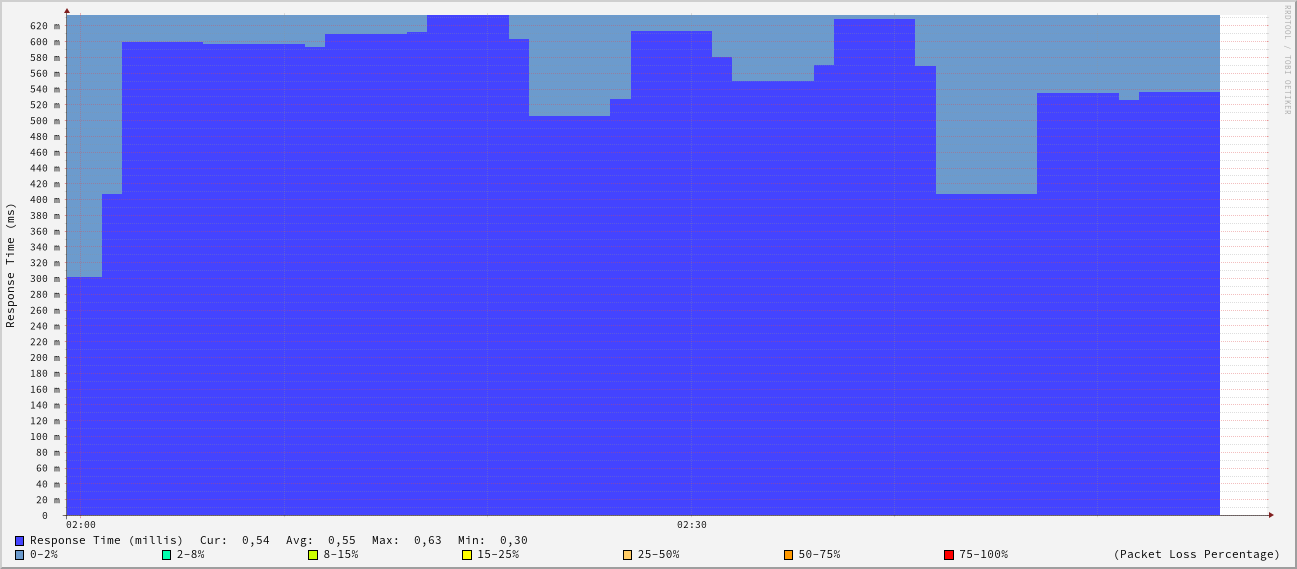 RRDTOOL / TOBI OETIKER
Response Time (ms)
620 m
600 m
580 m
560 m
540 m
520 m
500 m
480 m
460 m
440 m
420 m
400 m
380 m
360 m
340 m
320 m
300 m
280 m
260 m
240 m
220 m
200 m
180 m
160 m
140 m
120 m
100 m
80 m
60 m
40 m
20 m
0
02:00 02:30
Response Time (millis) Cur: 0,54 Avg: 0,55 Max: 0,63 Min: 0,30
0-2% 2-8% 8-15% 15-25% 25-50% 50-75% 75-100% (Packet Loss Percentage)